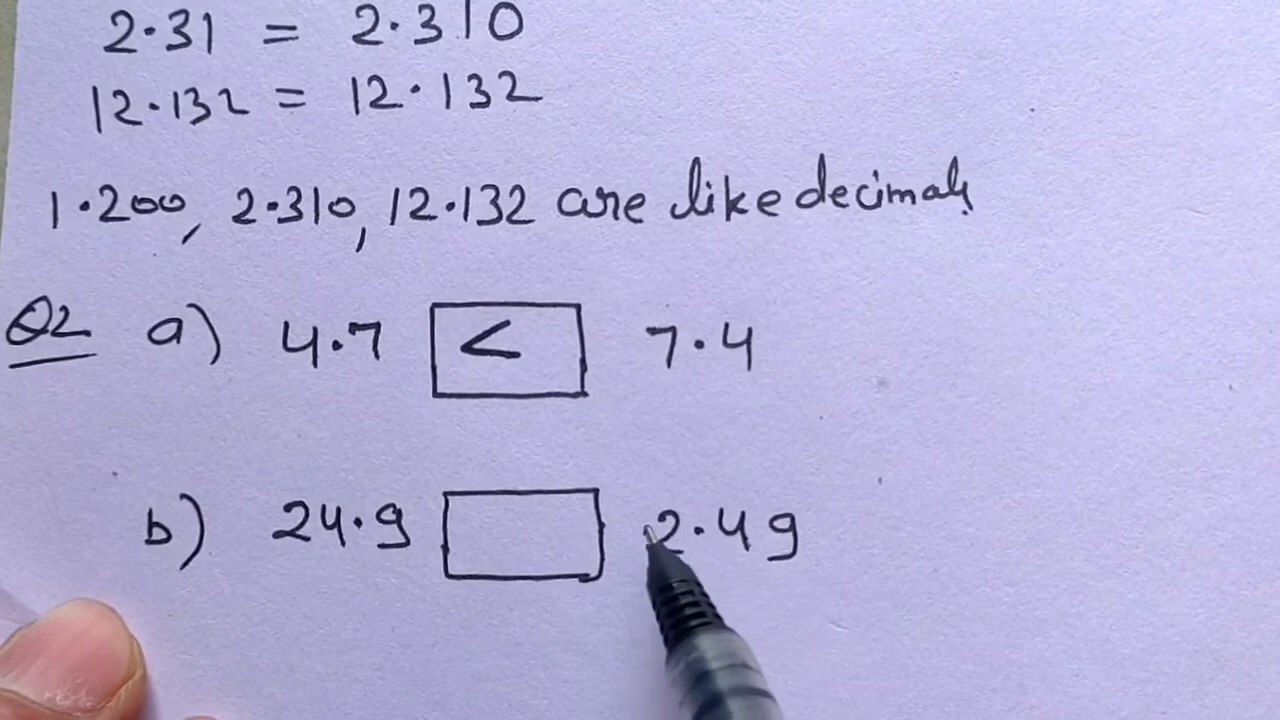 2.31 = 2.310
12.132 = 12.132
1.200, 2.310, 12.132 are like decimals
Q2 a) 4.7 < 7.4
b) 24.9 2.49